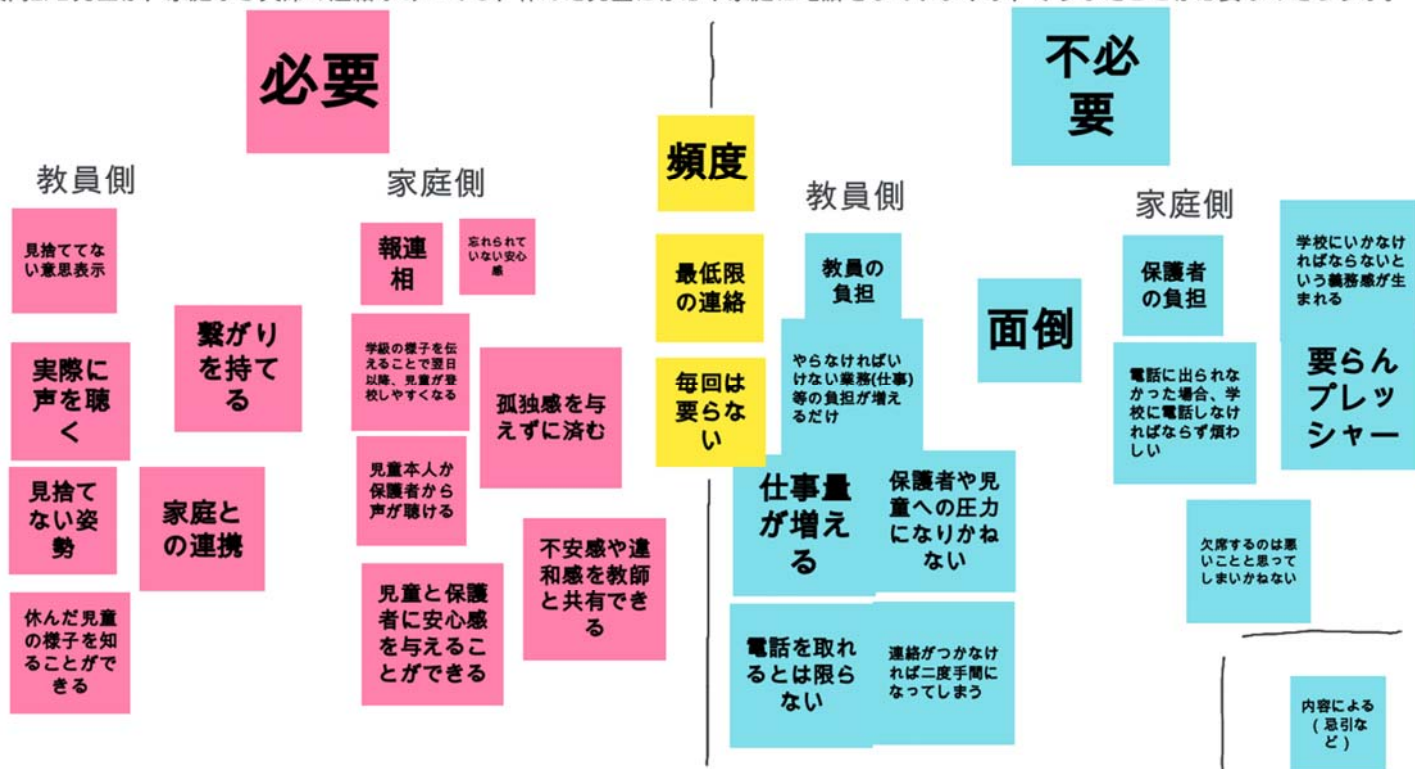 必要
教員側
見捨ててな
い意思表示
実際に
声を聴
く
見捨て
ない姿
勢
休んだ児童
の様子を知
ることがで
きる
繋がり
を持て
る
家庭と
の連携
家庭側
報連
相
忘れられて
いない安心
感
学級の様子を伝
えることで翌日
以降、児童が登
校しやすくなる
孤独感を与
えずに済む
児童本人か
保護者から
声が聴ける
不安感や違
和感を教師
と共有でき
る
児童と保護
者に安心感
を与えるこ
とができる
頻度
最低限
の連絡
毎回は
要らな
い
不必
要
教員側
教員の
負担
やらなければい
けない業務(仕事)
等の負担が増え
るだけ
面倒
仕事量
が増え
る
保護者や児
童への圧力
になりかね
ない
電話を取れ
るとは限ら
ない
連絡がつかなけ
れば二度手間に
なってしまう
家庭側
保護者
の負担
学校にいかなけ
ればならないと
いう義務感が生
まれる
電話に出られな
かった場合、学
校に電話しなけ
ればならず煩わ
しい
要らん
プレッ
シャー
欠席するのは悪
いことと思って
しまいかねない
内容による
(忌引な
ど)